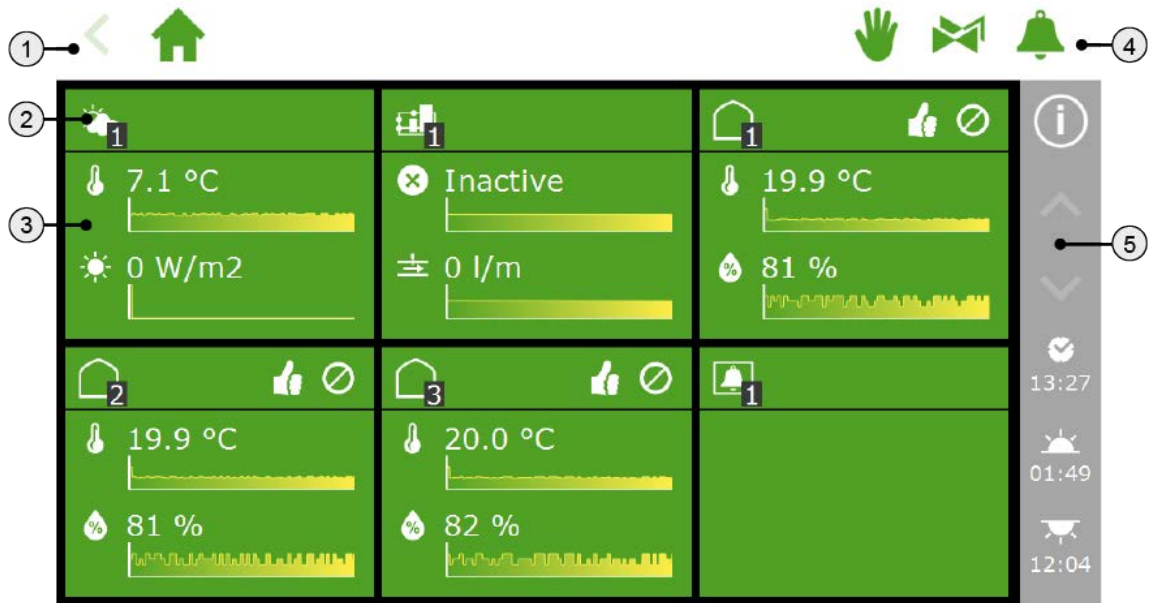 1
4
2
1
1
1
i
7.1 °C
Inactive
19.9 °C
3
5
0 W/m2
0 l/m
% 81 %
13:27
2
3
1
19.9 °C
20.0 °C
01:49
% 81 %
% 82 %
12:04